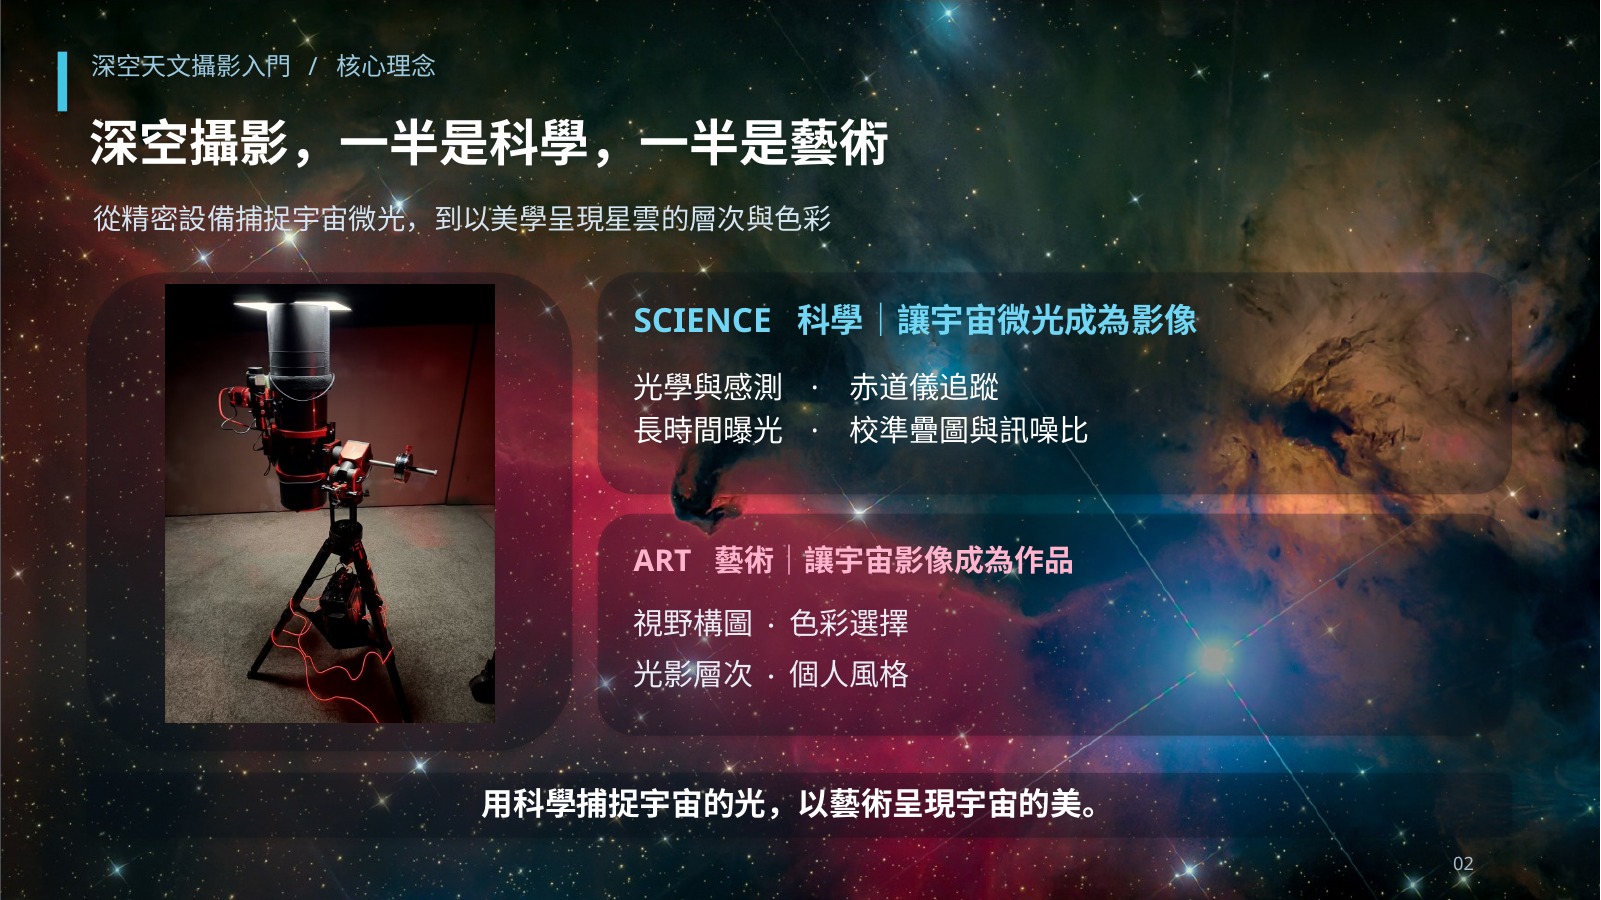 深空天文攝影入門 / 核心理念
深空攝影，一半是科學，一半是藝術
從精密設備捕捉宇宙微光，到以美學呈現星雲的層次與色彩
SCIENCE 科學｜讓宇宙微光成為影像
光學與感測 · 赤道儀追蹤
長時間曝光 · 校準疊圖與訊噪比
ART 藝術｜讓宇宙影像成為作品
視野構圖 · 色彩選擇
光影層次 · 個人風格
用科學捕捉宇宙的光，以藝術呈現宇宙的美。
02